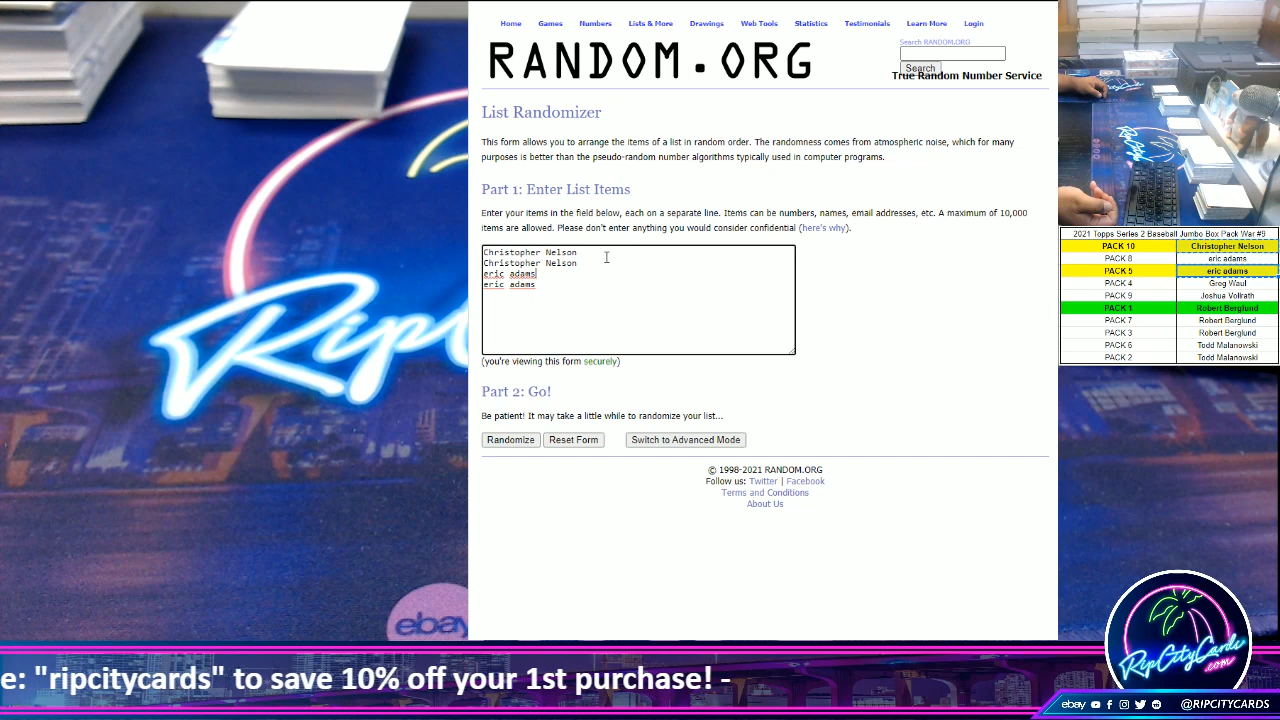 Home Games Numbers Lists & More Drawings Web Tools Statistics Testimonials Learn More Login
RANDOM.ORG
Search RANDOM.ORG
Search
True Random Number Service
List Randomizer
This form allows you to arrange the items of a list in random order. The randomness comes from atmospheric noise, which for many
purposes is better than the pseudo-random number algorithms typically used in computer programs.
Part 1: Enter List Items
Enter your items in the field below, each on a separate line. Items can be numbers, names, email addresses, etc. A maximum of 10,000
items are allowed. Please don't enter anything you would consider confidential (here's why).
Christopher Nelson
Christopher Nelson
eric adams
eric adams
(you're viewing this form securely)
Part 2: Go!
Be patient! It may take a little while to randomize your list...
Randomize Reset Form Switch to Advanced Mode
© 1998-2021 RANDOM.ORG
Follow us: Twitter | Facebook
Terms and Conditions
About Us
2021 Topps Series 2 Baseball Jumbo Box Pack War #9
PACK 10 Christopher Nelson
PACK 8 eric adams
PACK 5 eric adams
PACK 4 Greg Waul
PACK 9 Joshua Vollrath
PACK 1 Robert Berglund
PACK 7 Robert Berglund
PACK 3 Robert Berglund
PACK 6 Todd Malanowski
PACK 2 Todd Malanowski
RipCity
RipCity
ebay
e: "ripcitycards" to save 10% off your 1st purchase! -
RipCityCards
.com
ebay @RIPCITYCARDS